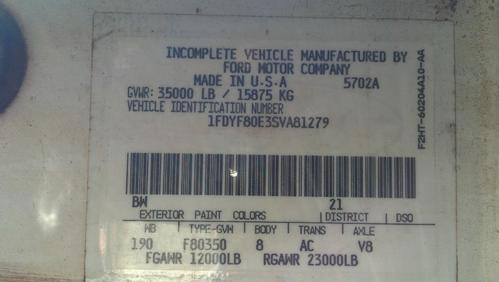 INCOMPLETE VEHICLE MANUFACTURED BY
FORD MOTOR COMPANY
MADE IN U.S.A 5702A
GVWR: 35000 LB / 15875 KG
VEHICLE IDENTIFICATION NUMBER
1FDYF80E3SVA81279
F2HT-60204A10-AA
BW 21
EXTERIOR PAINT COLORS DISTRICT DSO
WB TYPE-GVW BODY TRANS AXLE
190 F80350 8 AC V8
FGAWR 12000LB RGAWR 23000LB